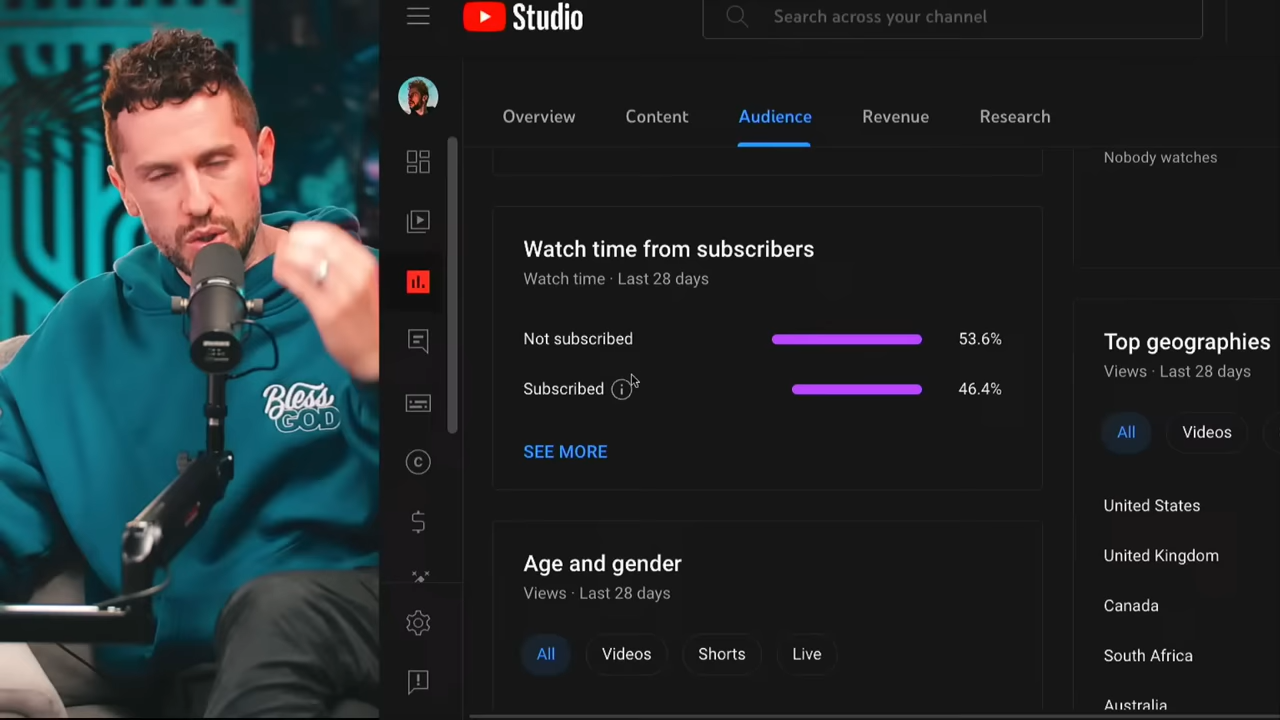 Studio
Search across your channel
Overview
Content
Audience
Revenue
Research
Nobody watches
Watch time from subscribers
Watch time · Last 28 days
Not subscribed
53.6%
Subscribed
46.4%
SEE MORE
Top geographies
Views · Last 28 days
All
Videos
United States
United Kingdom
Canada
South Africa
Australia
Age and gender
Views · Last 28 days
All
Videos
Shorts
Live
Bless
GOD